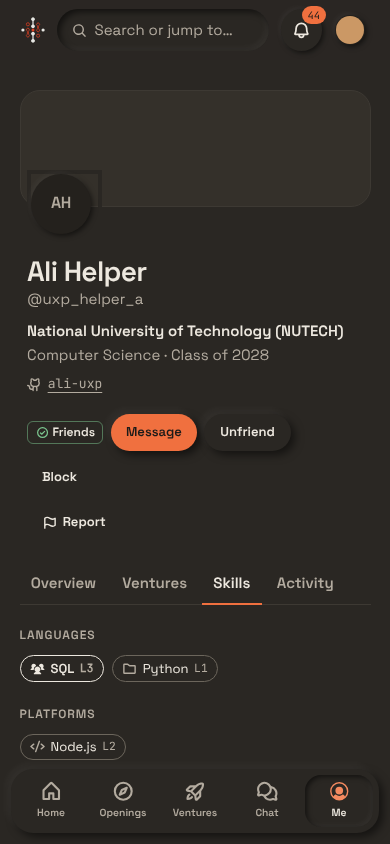 44
Search or jump to...
AH
Ali Helper
@uxp_helper_a
National University of Technology (NUTECH)
Computer Science · Class of 2028
ali-uxp
Friends Message Unfriend
Block
Report
Overview Ventures Skills Activity
LANGUAGES
SQL L3 Python L1
PLATFORMS
Node.js L2
Home Openings Ventures Chat Me